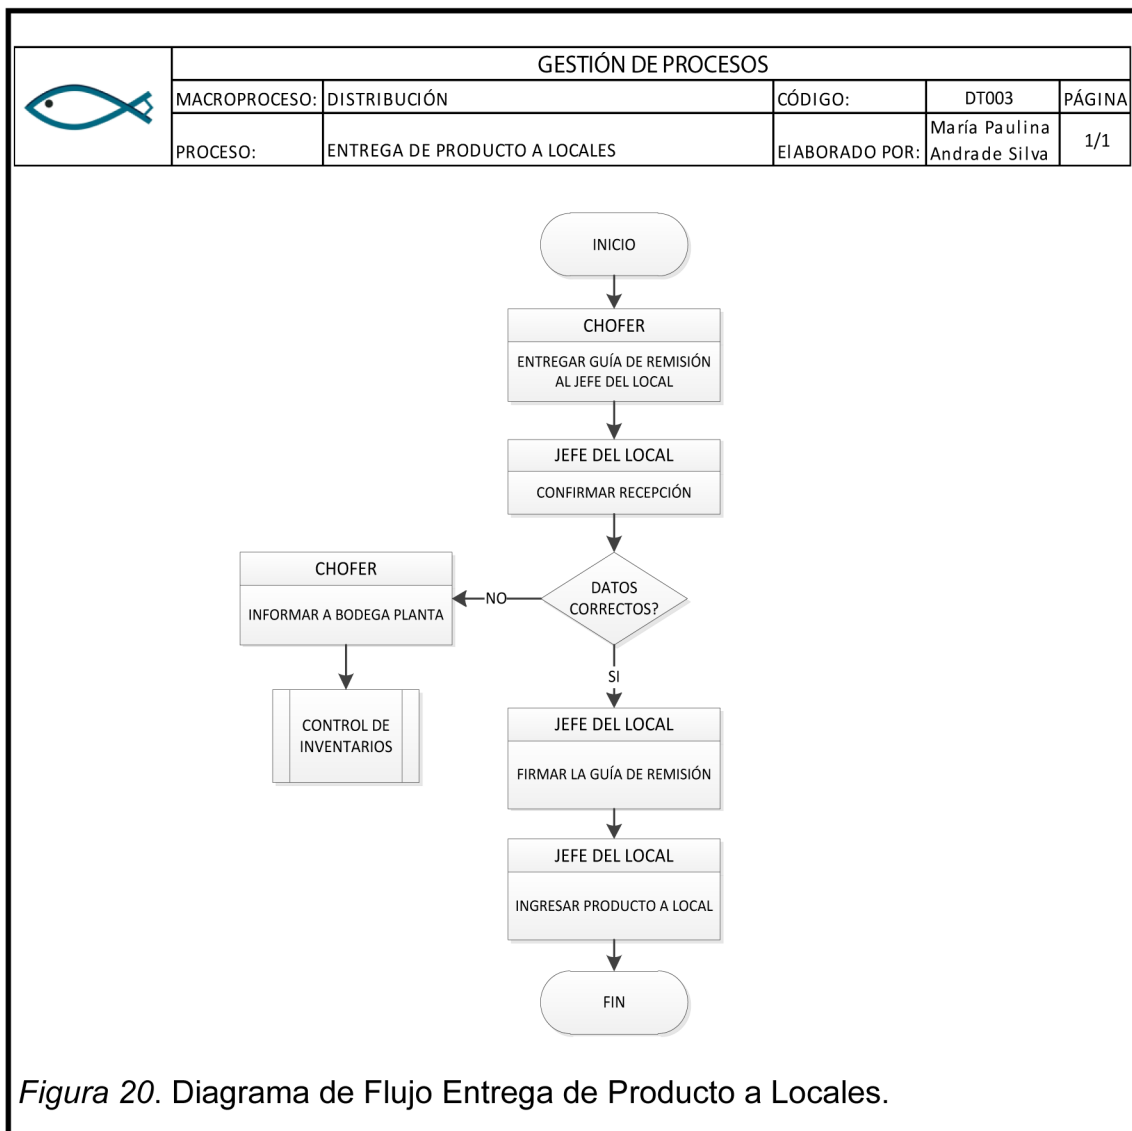 GESTIÓN DE PROCESOS
MACROPROCESO: DISTRIBUCIÓN CÓDIGO: DT003 PÁGINA
PROCESO: ENTREGA DE PRODUCTO A LOCALES ElABORADO POR: María Paulina
Andrade Silva
1/1
INICIO
CHOFER
ENTREGAR GUÍA DE REMISIÓN
AL JEFE DEL LOCAL
JEFE DEL LOCAL
CONFIRMAR RECEPCIÓN
DATOS
CORRECTOS?
NO
CHOFER
INFORMAR A BODEGA PLANTA
CONTROL DE
INVENTARIOS
SI
JEFE DEL LOCAL
FIRMAR LA GUÍA DE REMISIÓN
JEFE DEL LOCAL
INGRESAR PRODUCTO A LOCAL
FIN
Figura 20. Diagrama de Flujo Entrega de Producto a Locales.